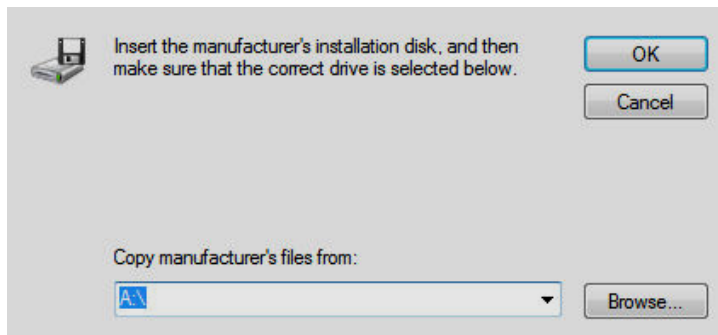 Insert the manufacturer's installation disk, and then
make sure that the correct drive is selected below.
OK
Cancel
Copy manufacturer's files from:
A:\
Browse...